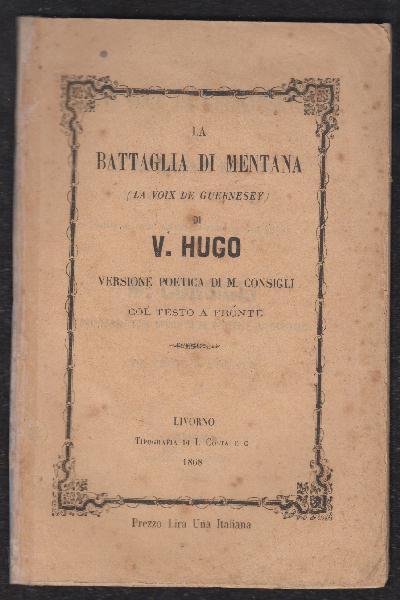 LA
BATTAGLIA DI MENTANA
(LA VOIX DE GUERNESEY)
DI
V. HUGO
VERSIONE POETICA DI M. CONSIGLI
COL TESTO A FRONTE
LIVORNO
TIPOGRAFIA DI I. COSTA E C.
1868
Prezzo Lira Una Italiana